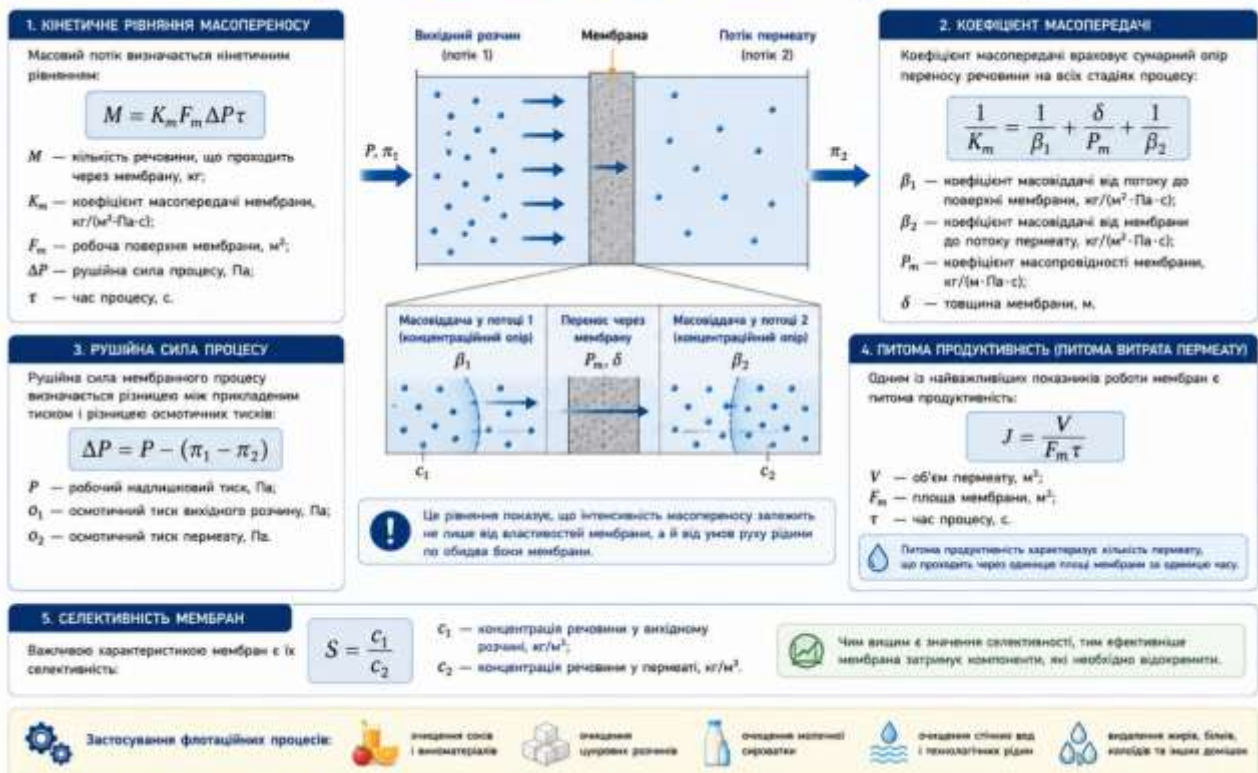 1. КІНЕТИЧНЕ РІВНЯННЯ МАСОПЕРЕНОСУ
Масовий потік визначається кінетичним
рівнянням:
M = KₘFₘΔPτ
M — кількість речовини, що проходить
через мембрану, кг;
Kₘ — коефіцієнт масопередачі мембрани,
кг/(м²·Па·с);
Fₘ — робоча поверхня мембрани, м²;
ΔP — рушійна сила процесу, Па;
τ — час процесу, с.
Вихідний розчин
(потік 1)
Мембрана
Потік пермеату
(потік 2)
P, π₁
π₂
Масовіддача у потоці 1
(концентраційний опір)
β₁
Перенос через
мембрану
Pₘ, δ
Масовіддача у потоці 2
(концентраційний опір)
β₂
c₁
c₂
Це рівняння показує, що інтенсивність масопереносу залежить
не лише від властивостей мембрани, а й від умов руху рідини
по обидва боки мембрани.
2. КОЕФІЦІЄНТ МАСОПЕРЕДАЧІ
Коефіцієнт масопередачі враховує сумарний опір
переносу речовини на всіх стадіях процесу:
1/Kₘ = 1/β₁ + δ/Pₘ + 1/β₂
β₁ — коефіцієнт масовіддачі від потоку до
поверхні мембрани, кг/(м²·Па·с);
β₂ — коефіцієнт масовіддачі від мембрани
до потоку пермеату, кг/(м²·Па·с);
Pₘ — коефіцієнт масопровідності мембрани,
кг/(м·Па·с);
δ — товщина мембрани, м.
3. РУШІЙНА СИЛА ПРОЦЕСУ
Рушійна сила мембранного процесу
визначається різницею між прикладеним
тиском і різницею осмотичних тисків:
ΔP = P − (π₁ − π₂)
P — робочий надлишковий тиск, Па;
O₁ — осмотичний тиск вихідного розчину, Па;
O₂ — осмотичний тиск пермеату, Па.
4. ПИТОМА ПРОДУКТИВНІСТЬ (ПИТОМА ВИТРАТА ПЕРМЕАТУ)
Одним із найважливіших показників роботи мембран є
питома продуктивність:
J = V/(Fₘ τ)
V — об'єм пермеату, м³;
Fₘ — площа мембрани, м²;
τ — час процесу, с.
Питома продуктивність характеризує кількість пермеату,
що проходить через одиницю площі мембрани за одиницю часу.
5. СЕЛЕКТИВНІСТЬ МЕМБРАН
Важливою характеристикою мембран є їх
селективність:
S = c₁/c₂
c₁ — концентрація речовини у вихідному
розчині, кг/м³;
c₂ — концентрація речовини у пермеаті, кг/м³.
Чим вищим є значення селективності, тим ефективніше
мембрана затримує компоненти, які необхідно відокремити.
Застосування флотаційних процесів:
очищення соків
і виноматеріалів
очищення
цукрових розчинів
очищення молочної
сироватки
очищення стічних вод
і технологічних рідин
видалення жирів, білків,
колоїдів та інших домішок